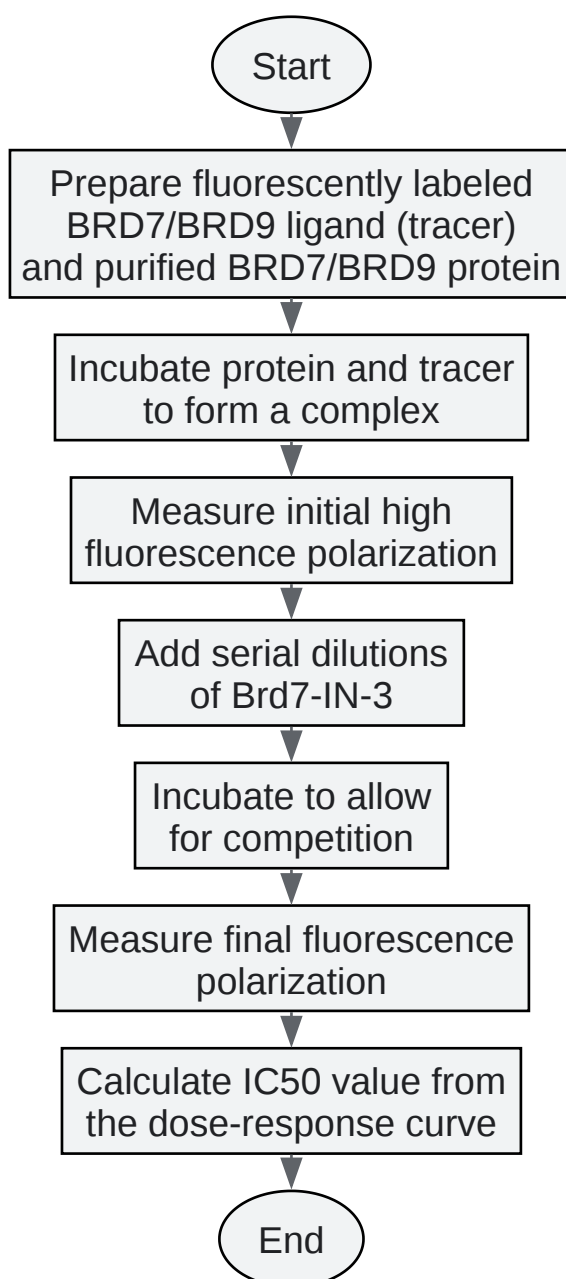 Start
Prepare fluorescently labeled
BRD7/BRD9 ligand (tracer)
and purified BRD7/BRD9 protein
Incubate protein and tracer
to form a complex
Measure initial high
fluorescence polarization
Add serial dilutions
of Brd7-IN-3
Incubate to allow
for competition
Measure final fluorescence
polarization
Calculate IC50 value from
the dose-response curve
End